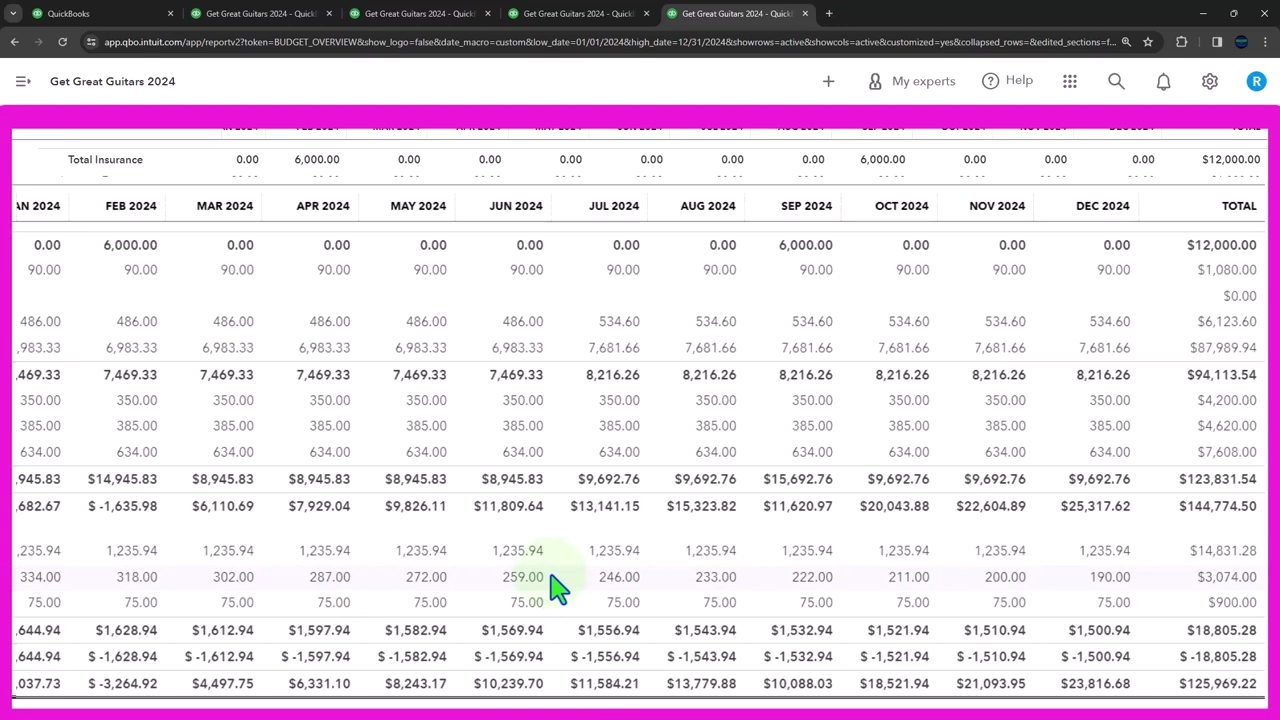 QuickBooks
Get Great Guitars 2024 - QuickB
Get Great Guitars 2024 - QuickB
Get Great Guitars 2024 - QuickB
Get Great Guitars 2024 - QuickB
app.qbo.intuit.com/app/reportv2?token=BUDGET_OVERVIEW&show_logo=false&date_macro=custom&low_date=01/01/2024&high_date=12/31/2024&showrows=active&showcols=active&customized=yes&collapsed_rows=&edited_sections=f...
Get Great Guitars 2024 My experts Help R
Total Insurance 0.00 6,000.00 0.00 0.00 0.00 0.00 0.00 0.00 6,000.00 0.00 0.00 0.00 $12,000.00
AN 2024 FEB 2024 MAR 2024 APR 2024 MAY 2024 JUN 2024 JUL 2024 AUG 2024 SEP 2024 OCT 2024 NOV 2024 DEC 2024 TOTAL
0.00 6,000.00 0.00 0.00 0.00 0.00 0.00 0.00 6,000.00 0.00 0.00 0.00 $12,000.00
90.00 90.00 90.00 90.00 90.00 90.00 90.00 90.00 90.00 90.00 90.00 90.00 $1,080.00
$0.00
486.00 486.00 486.00 486.00 486.00 486.00 534.60 534.60 534.60 534.60 534.60 534.60 $6,123.60
,983.33 6,983.33 6,983.33 6,983.33 6,983.33 6,983.33 7,681.66 7,681.66 7,681.66 7,681.66 7,681.66 7,681.66 $87,989.94
,469.33 7,469.33 7,469.33 7,469.33 7,469.33 7,469.33 8,216.26 8,216.26 8,216.26 8,216.26 8,216.26 8,216.26 $94,113.54
350.00 350.00 350.00 350.00 350.00 350.00 350.00 350.00 350.00 350.00 350.00 350.00 $4,200.00
385.00 385.00 385.00 385.00 385.00 385.00 385.00 385.00 385.00 385.00 385.00 385.00 $4,620.00
634.00 634.00 634.00 634.00 634.00 634.00 634.00 634.00 634.00 634.00 634.00 634.00 $7,608.00
,945.83 $14,945.83 $8,945.83 $8,945.83 $8,945.83 $8,945.83 $9,692.76 $9,692.76 $15,692.76 $9,692.76 $9,692.76 $9,692.76 $123,831.54
,682.67 $ -1,635.98 $6,110.69 $7,929.04 $9,826.11 $11,809.64 $13,141.15 $15,323.82 $11,620.97 $20,043.88 $22,604.89 $25,317.62 $144,774.50
,235.94 1,235.94 1,235.94 1,235.94 1,235.94 1,235.94 1,235.94 1,235.94 1,235.94 1,235.94 1,235.94 1,235.94 $14,831.28
334.00 318.00 302.00 287.00 272.00 259.00 246.00 233.00 222.00 211.00 200.00 190.00 $3,074.00
75.00 75.00 75.00 75.00 75.00 75.00 75.00 75.00 75.00 75.00 75.00 75.00 $900.00
,644.94 $1,628.94 $1,612.94 $1,597.94 $1,582.94 $1,569.94 $1,556.94 $1,543.94 $1,532.94 $1,521.94 $1,510.94 $1,500.94 $18,805.28
,644.94 $ -1,628.94 $ -1,612.94 $ -1,597.94 $ -1,582.94 $ -1,569.94 $ -1,556.94 $ -1,543.94 $ -1,532.94 $ -1,521.94 $ -1,510.94 $ -1,500.94 $ -18,805.28
,037.73 $ -3,264.92 $4,497.75 $6,331.10 $8,243.17 $10,239.70 $11,584.21 $13,779.88 $10,088.03 $18,521.94 $21,093.95 $23,816.68 $125,969.22